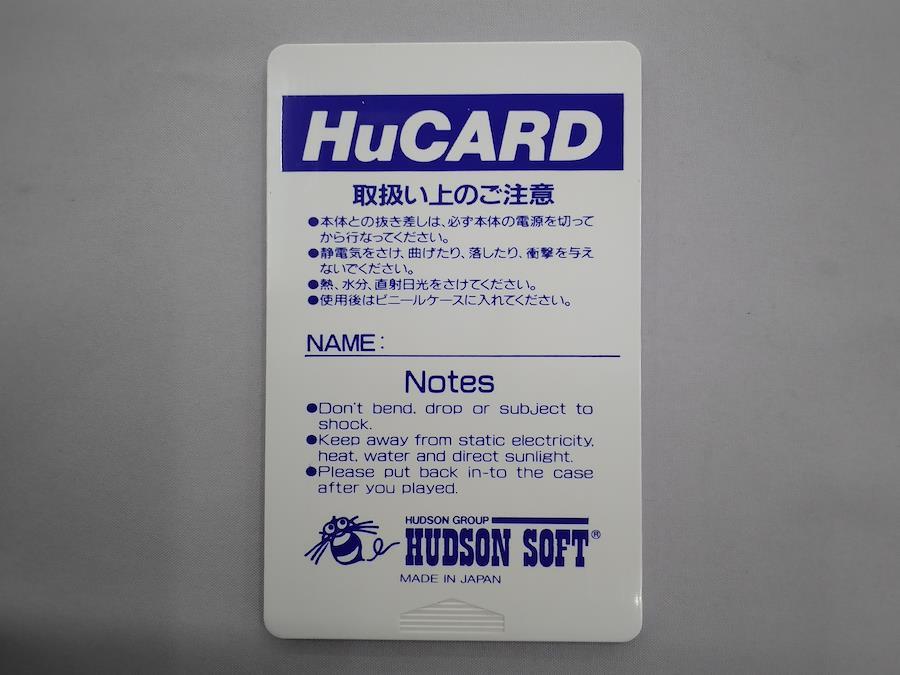 HuCARD
取扱い上のご注意
●本体との抜き差しは、必ず本体の電源を切って
から行なってください。
●静電気をさけ、曲げたり、落したり、衝撃を与え
ないでください。
●熱、水分、直射日光をさけてください。
●使用後はビニールケースに入れてください。
NAME:
Notes
●Don't bend, drop or subject to
shock.
●Keep away from static electricity,
heat, water and direct sunlight.
●Please put back in-to the case
after you played.
HUDSON GROUP
HUDSON SOFT®
MADE IN JAPAN